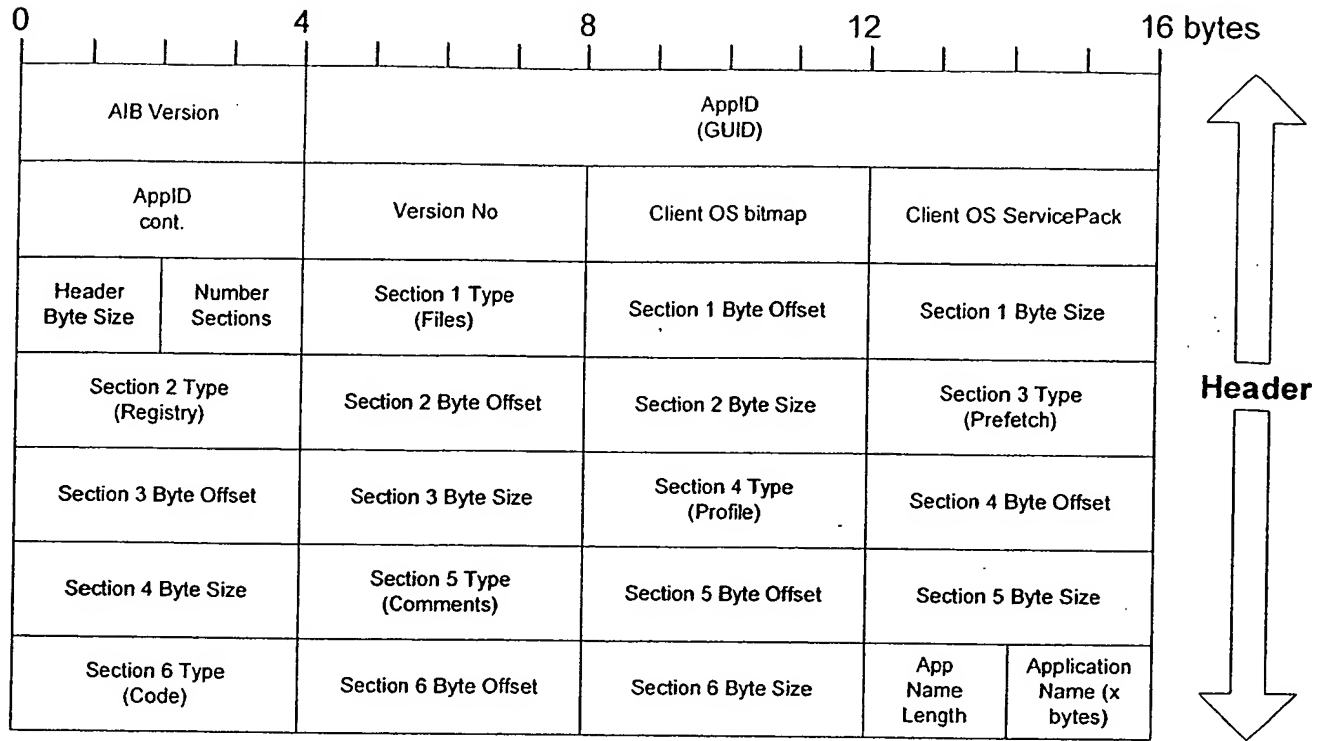 0 4 8 12 16 bytes
AIB Version
AppID
(GUID)
AppID
cont.
Version No
Client OS bitmap
Client OS ServicePack
Header
Byte Size
Number
Sections
Section 1 Type
(Files)
Section 1 Byte Offset
Section 1 Byte Size
Section 2 Type
(Registry)
Section 2 Byte Offset
Section 2 Byte Size
Section 3 Type
(Prefetch)
Header
Section 3 Byte Offset
Section 3 Byte Size
Section 4 Type
(Profile)
Section 4 Byte Offset
Section 4 Byte Size
Section 5 Type
(Comments)
Section 5 Byte Offset
Section 5 Byte Size
Section 6 Type
(Code)
Section 6 Byte Offset
Section 6 Byte Size
App
Name
Length
Application
Name (x
bytes)